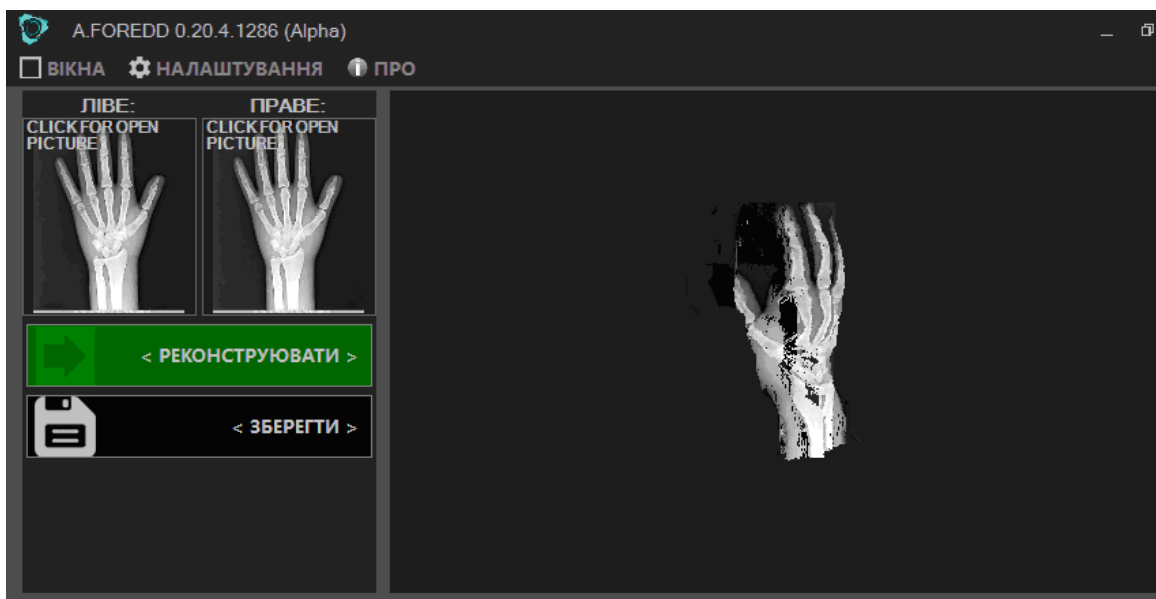 A.FOREDD 0.20.4.1286 (Alpha)
ВІКНА НАЛАШТУВАННЯ ПРО
ЛІВЕ: ПРАВЕ:
CLICK FOR OPEN PICTURE
CLICK FOR OPEN PICTURE
< РЕКОНСТРУЮВАТИ >
< ЗБЕРЕГТИ >